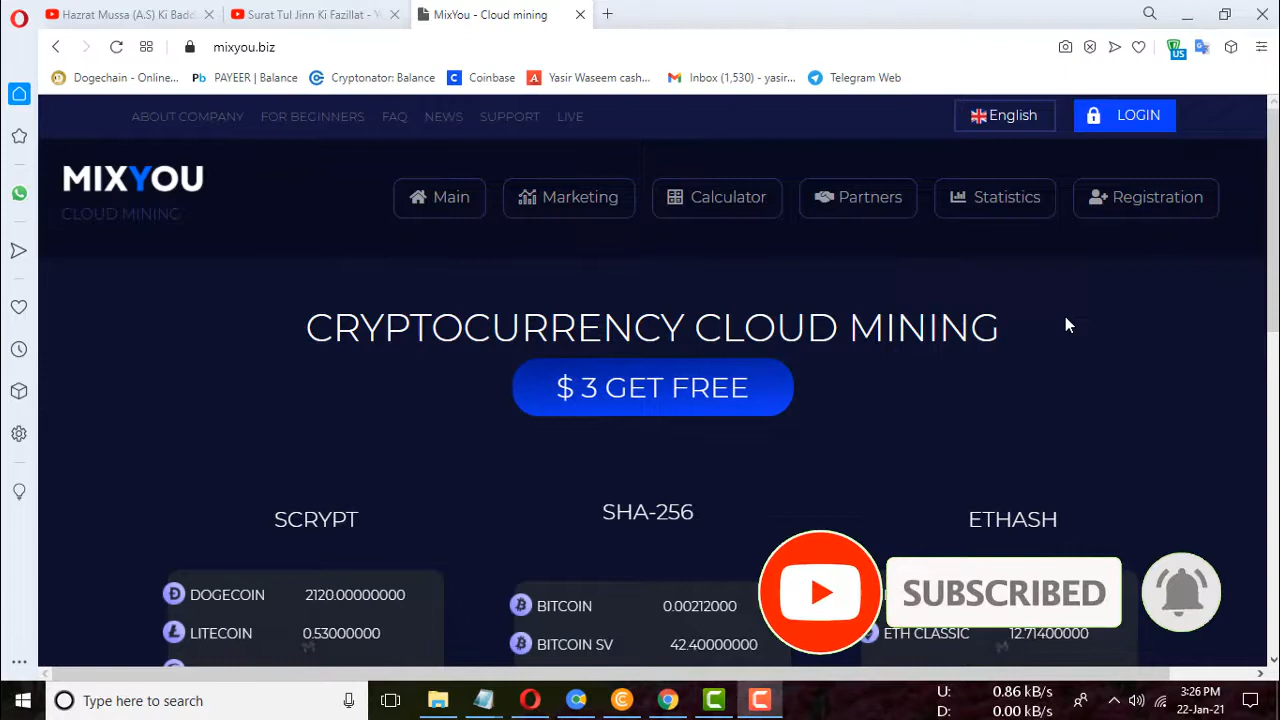 Hazrat Mussa (A.S) Ki Badd
Surat Tul Jinn Ki Fazillat - Y
MixYou - Cloud mining
mixyou.biz
US
Dogechain - Online...
Pb PAYEER | Balance
Cryptonator: Balance
Coinbase
Yasir Waseem cash...
Inbox (1,530) - yasir...
Telegram Web
ABOUT COMPANY FOR BEGINNERS FAQ NEWS SUPPORT LIVE
English
LOGIN
MIXYOU
CLOUD MINING
Main
Marketing
Calculator
Partners
Statistics
Registration
CRYPTOCURRENCY CLOUD MINING
$ 3 GET FREE
SCRYPT
DOGECOIN 2120.00000000
LITECOIN 0.53000000
SHA-256
BITCOIN 0.00212000
BITCOIN SV 42.40000000
ETHASH
ETH CLASSIC 12.71400000
SUBSCRIBED
Type here to search
U: 0.86 kB/s
D: 0.00 kB/s
3:26 PM
22-Jan-21